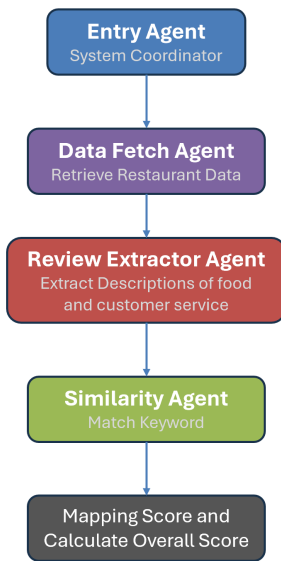 Entry Agent
System Coordinator
Data Fetch Agent
Retrieve Restaurant Data
Review Extractor Agent
Extract Descriptions of food
and customer service
Similarity Agent
Match Keyword
Mapping Score and
Calculate Overall Score